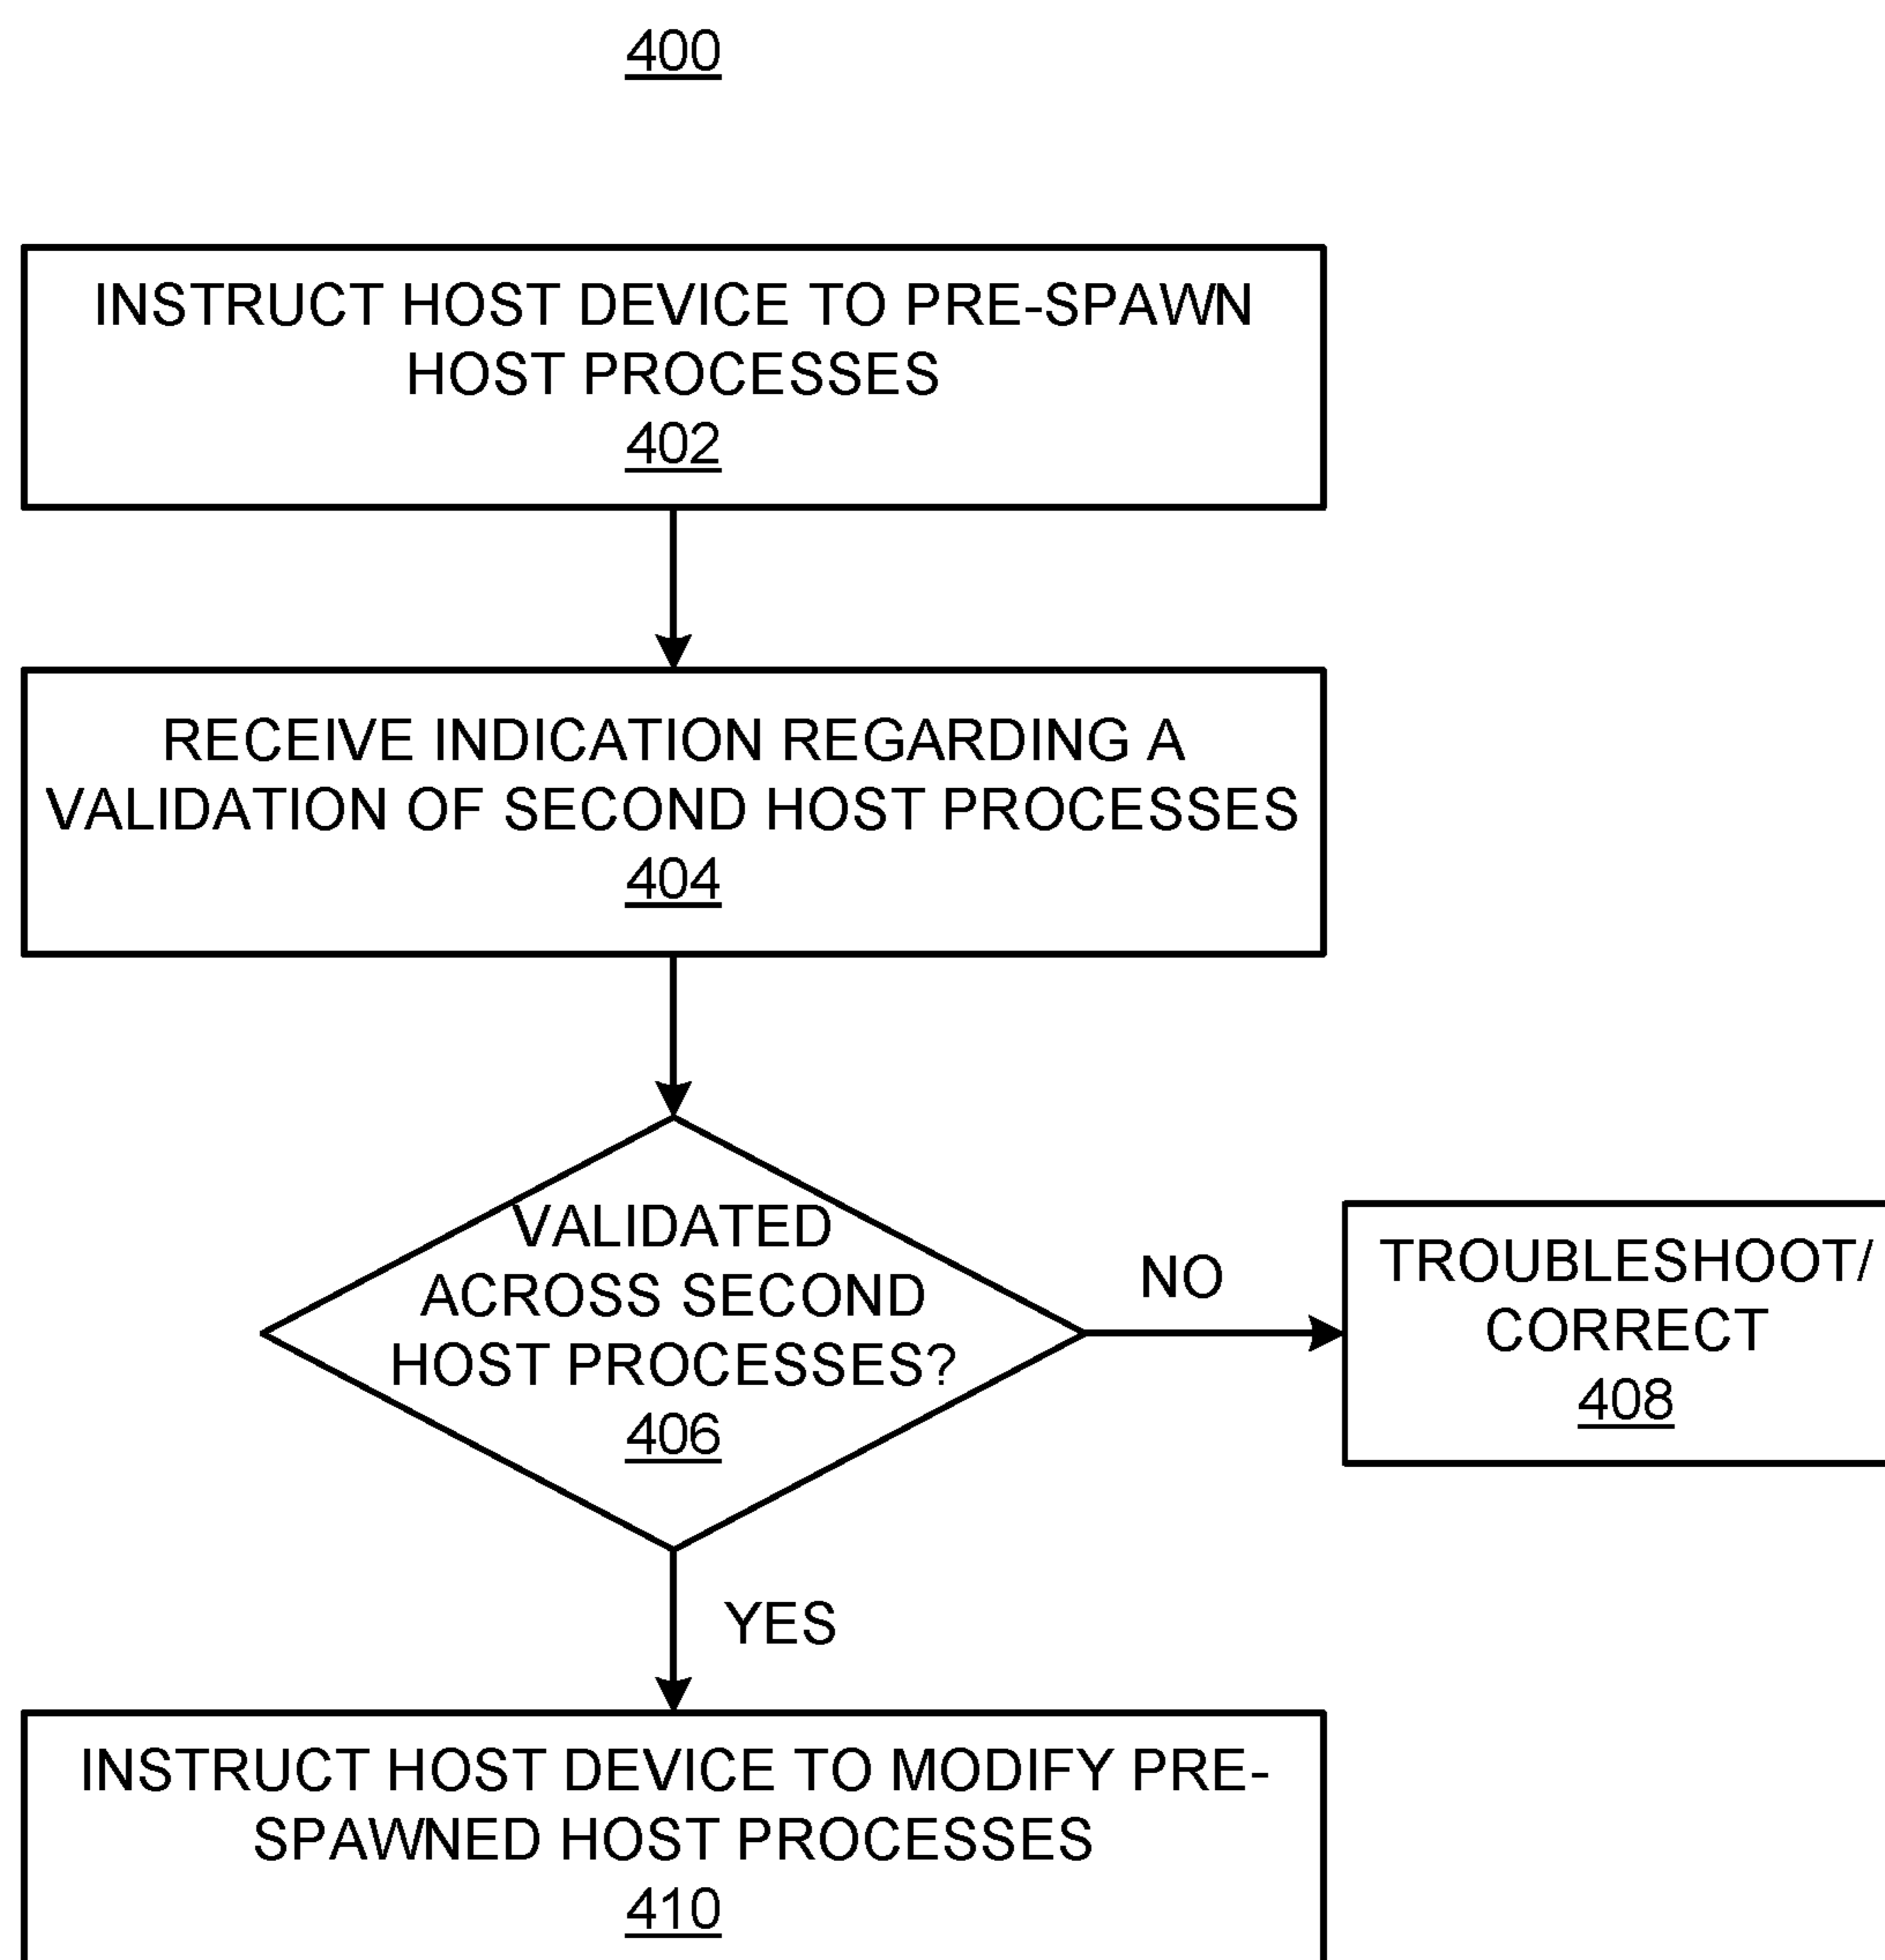 400
INSTRUCT HOST DEVICE TO PRE-SPAWN
HOST PROCESSES
402
RECEIVE INDICATION REGARDING A
VALIDATION OF SECOND HOST PROCESSES
404
VALIDATED
ACROSS SECOND
HOST PROCESSES?
406
NO
TROUBLESHOOT/
CORRECT
408
YES
INSTRUCT HOST DEVICE TO MODIFY PRE-
SPAWNED HOST PROCESSES
410